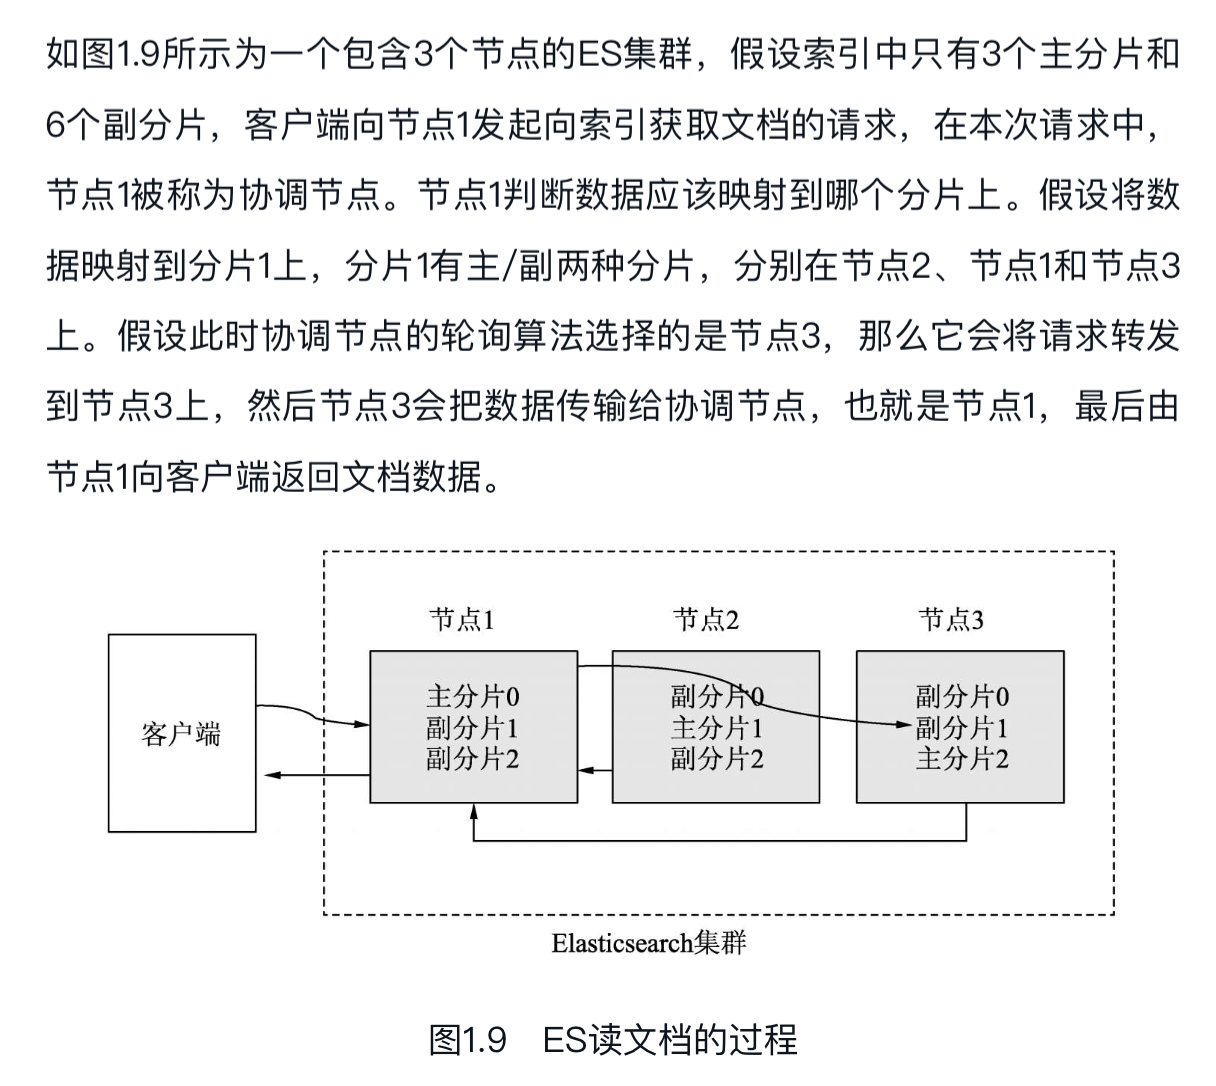 如图1.9所示为一个包含3个节点的ES集群，假设索引中只有3个主分片和
6个副分片，客户端向节点1发起向索引获取文档的请求，在本次请求中，
节点1被称为协调节点。节点1判断数据应该映射到哪个分片上。假设将数
据映射到分片1上，分片1有主/副两种分片，分别在节点2、节点1和节点3
上。假设此时协调节点的轮询算法选择的是节点3，那么它会将请求转发
到节点3上，然后节点3会把数据传输给协调节点，也就是节点1，最后由
节点1向客户端返回文档数据。
节点1
节点2
节点3
客户端
主分片0
副分片1
副分片2
副分片0
主分片1
副分片2
副分片0
副分片1
主分片2
Elasticsearch集群
图1.9 ES读文档的过程